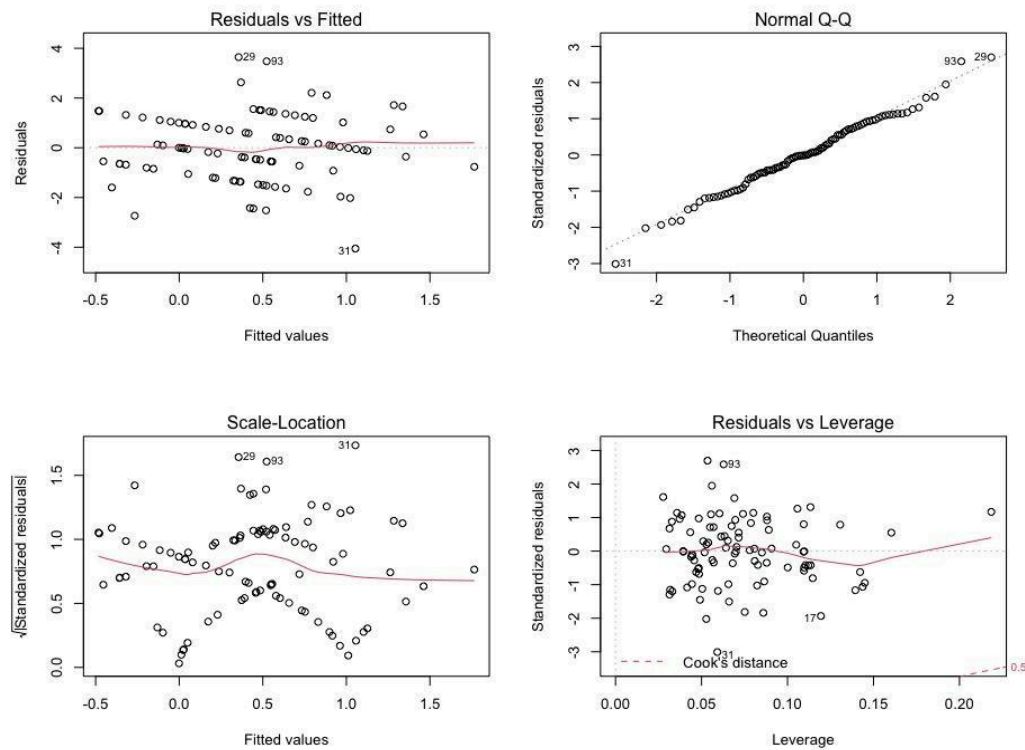 Residuals vs Fitted
Residuals
4
2
0
-2
-4
29
93
31
-0.5 0.0 0.5 1.0 1.5
Fitted values
Normal Q-Q
Standardized residuals
3
2
1
0
-1
-2
-3
93
29
31
-2 -1 0 1 2
Theoretical Quantiles
Scale-Location
√|Standardized residuals|
1.5
1.0
0.5
0.0
29
93
31
-0.5 0.0 0.5 1.0 1.5
Fitted values
Residuals vs Leverage
Standardized residuals
3
2
1
0
-1
-2
-3
93
17
31
Cook's distance
0.5
0.00 0.05 0.10 0.15 0.20
Leverage